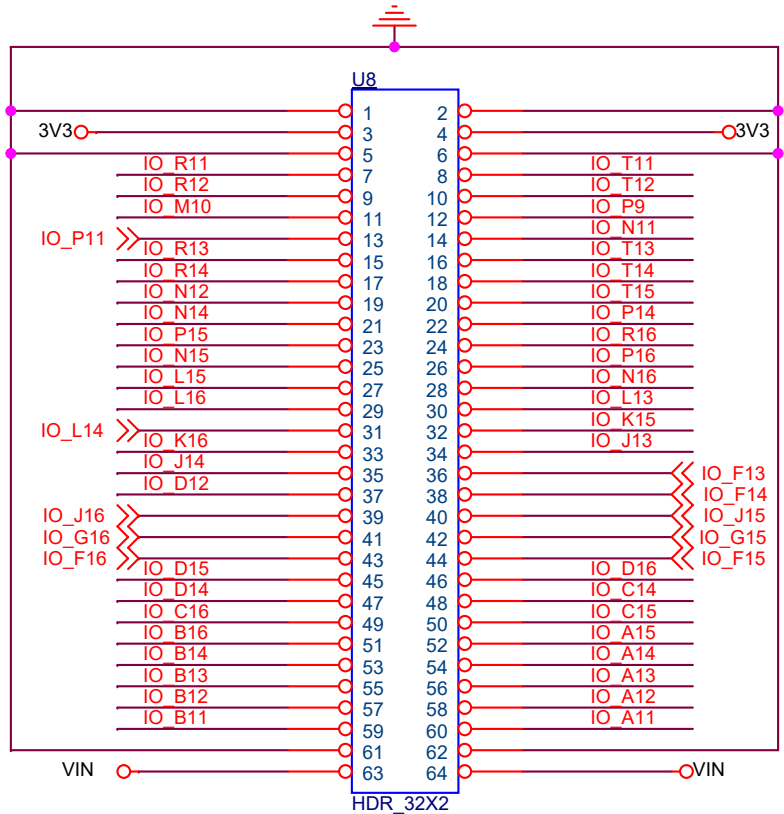 U8
1 2
3V3 3 4 3V3
5 6
IO_R11 7 8 IO_T11
IO_R12 9 10 IO_T12
IO_M10 11 12 IO_P9
IO_P11 13 14 IO_N11
IO_R13 15 16 IO_T13
IO_R14 17 18 IO_T14
IO_N12 19 20 IO_T15
IO_N14 21 22 IO_P14
IO_P15 23 24 IO_R16
IO_N15 25 26 IO_P16
IO_L15 27 28 IO_N16
IO_L16 29 30 IO_L13
IO_L14 31 32 IO_K15
IO_K16 33 34 IO_J13
IO_J14 35 36 IO_F13
IO_D12 37 38 IO_F14
IO_J16 39 40 IO_J15
IO_G16 41 42 IO_G15
IO_F16 43 44 IO_F15
IO_D15 45 46 IO_D16
IO_D14 47 48 IO_C14
IO_C16 49 50 IO_C15
IO_B16 51 52 IO_A15
IO_B14 53 54 IO_A14
IO_B13 55 56 IO_A13
IO_B12 57 58 IO_A12
IO_B11 59 60 IO_A11
61 62
VIN 63 64 VIN
HDR_32X2